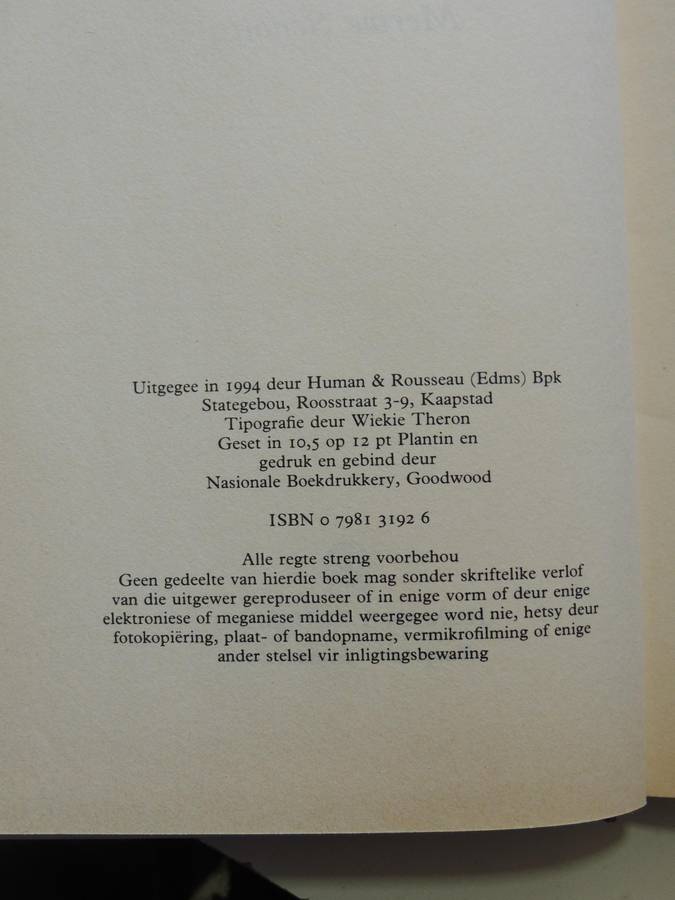 Uitgegee in 1994 deur Human & Rousseau (Edms) Bpk
Stategebou, Roosstraat 3-9, Kaapstad
Tipografie deur Wiekie Theron
Geset in 10,5 op 12 pt Plantin en
gedruk en gebind deur
Nasionale Boekdrukkery, Goodwood
ISBN 0 7981 3192 6
Alle regte streng voorbehou
Geen gedeelte van hierdie boek mag sonder skriftelike verlof
van die uitgewer gereproduseer of in enige vorm of deur enige
elektroniese of meganiese middel weergegee word nie, hetsy deur
fotokopiëring, plaat- of bandopname, vermikrofilming of enige
ander stelsel vir inligtingsbewaring